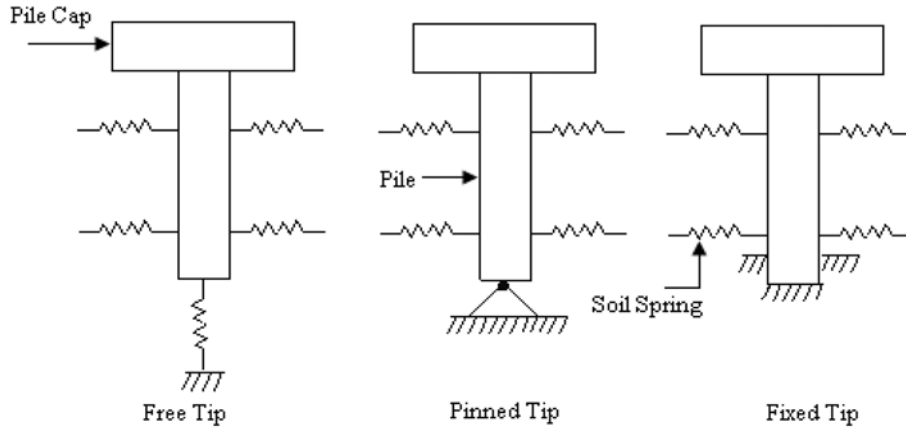 Pile Cap
Pile
Soil Spring
Free Tip
Pinned Tip
Fixed Tip